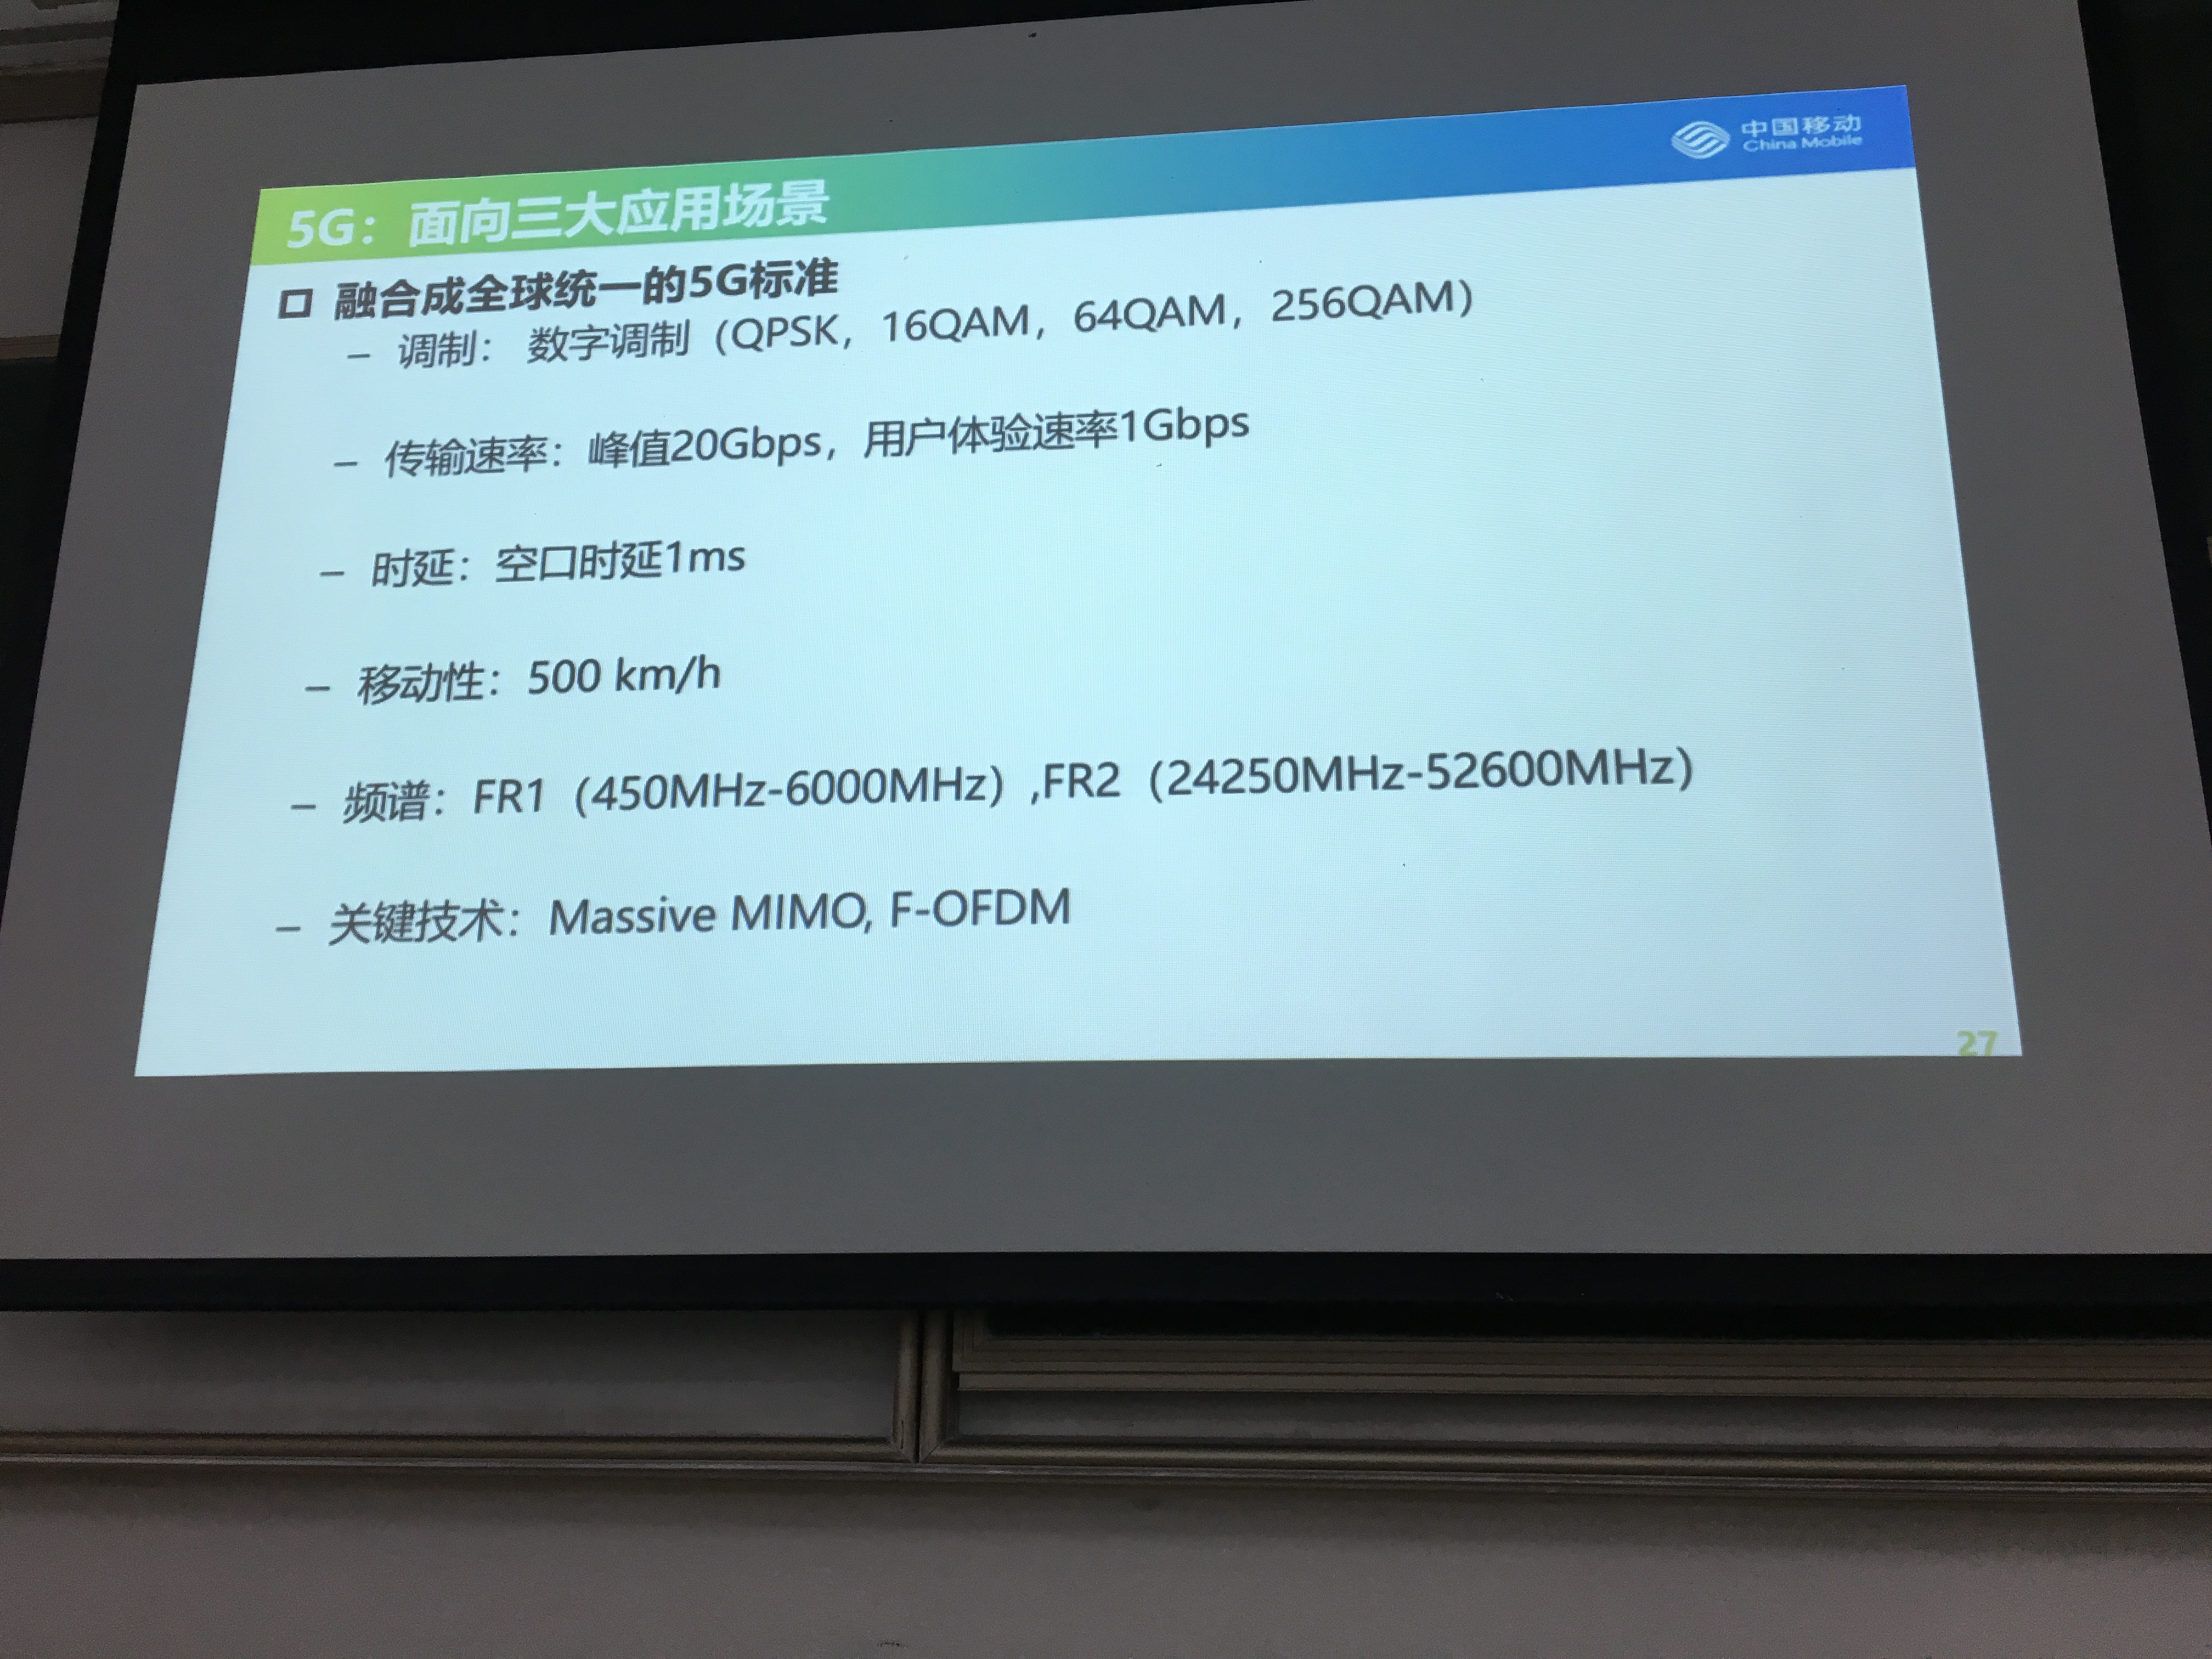 中国移动
China Mobile
5G：面向三大应用场景
融合成全球统一的5G标准
– 调制： 数字调制（QPSK，16QAM，64QAM，256QAM）
– 传输速率：峰值20Gbps，用户体验速率1Gbps
– 时延：空口时延1ms
– 移动性：500 km/h
– 频谱：FR1（450MHz-6000MHz）,FR2（24250MHz-52600MHz）
– 关键技术：Massive MIMO, F-OFDM
27